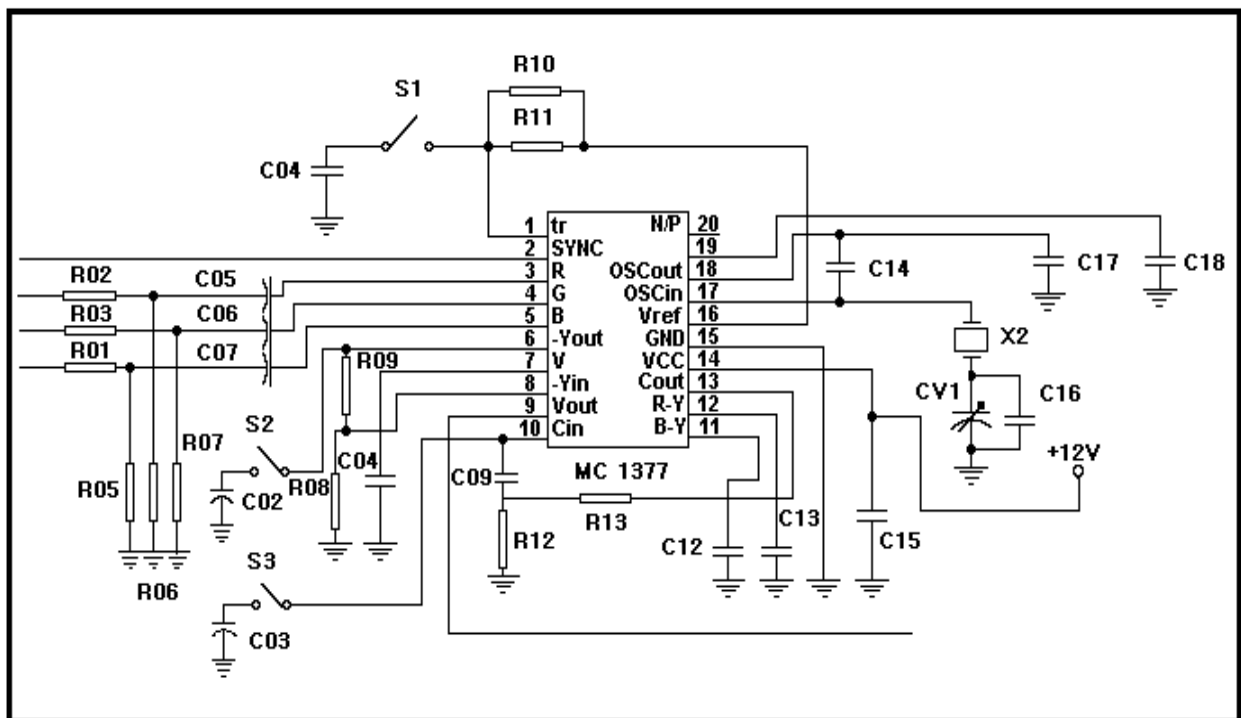 R10
S1
R11
C04
1 tr N/P 20
2 SYNC 19
R02 C05 3 R OSCout 18 C14 C17 C18
R03 C06 4 G OSCin 17
5 B Vref 16
R01 C07 6 -Yout GND 15 X2
R09 7 V VCC 14
8 -Yin Cout 13 CV1 C16
9 Vout R-Y 12
S2 10 Cin B-Y 11
R07 +12V
C04 C09 MC 1377
R05 C02 R08
R13 C13
R12 C12 C15
S3
R06
C03